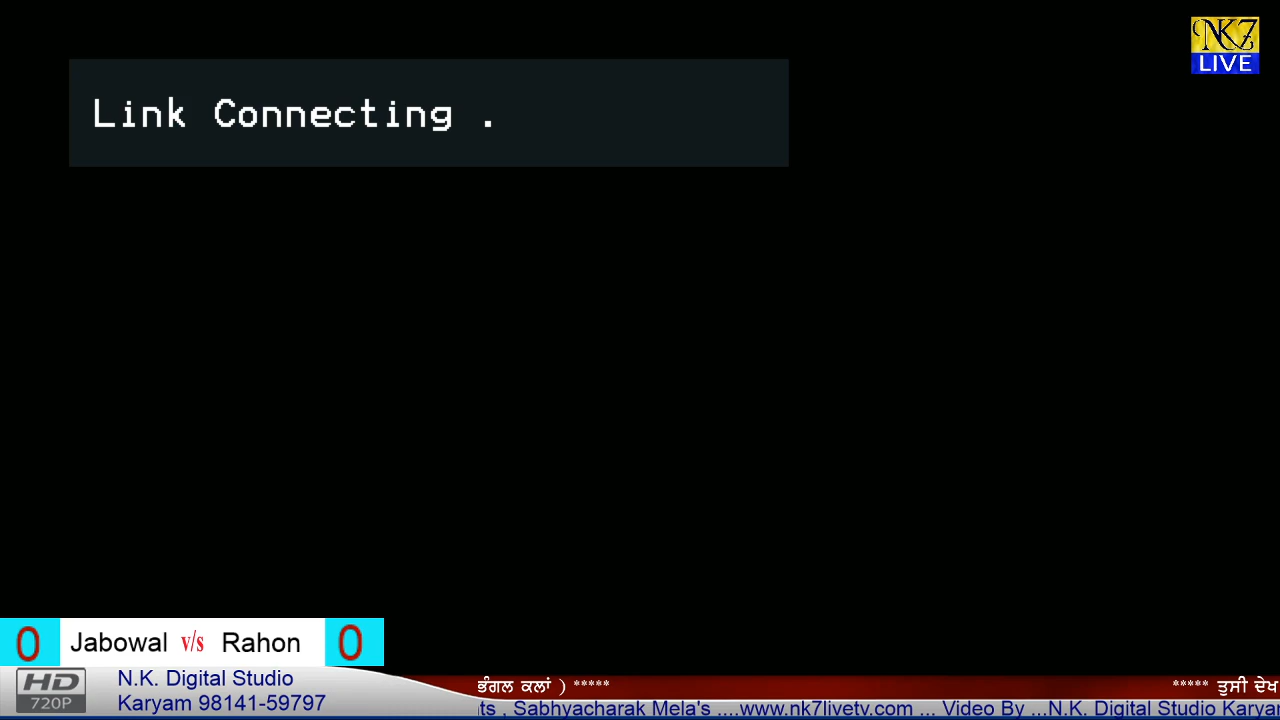 NK7
LIVE
Link Connecting .
0 Jabowal v/s Rahon 0
HD
720P
N.K. Digital Studio
Karyam 98141-59797
ਭੰਗਲ ਕਲਾਂ ) ***** ***** ਤੁਸੀ ਦੇਖ
ts , Sabhyacharak Mela's ....www.nk7livetv.com ... Video By ...N.K. Digital Studio Karyar